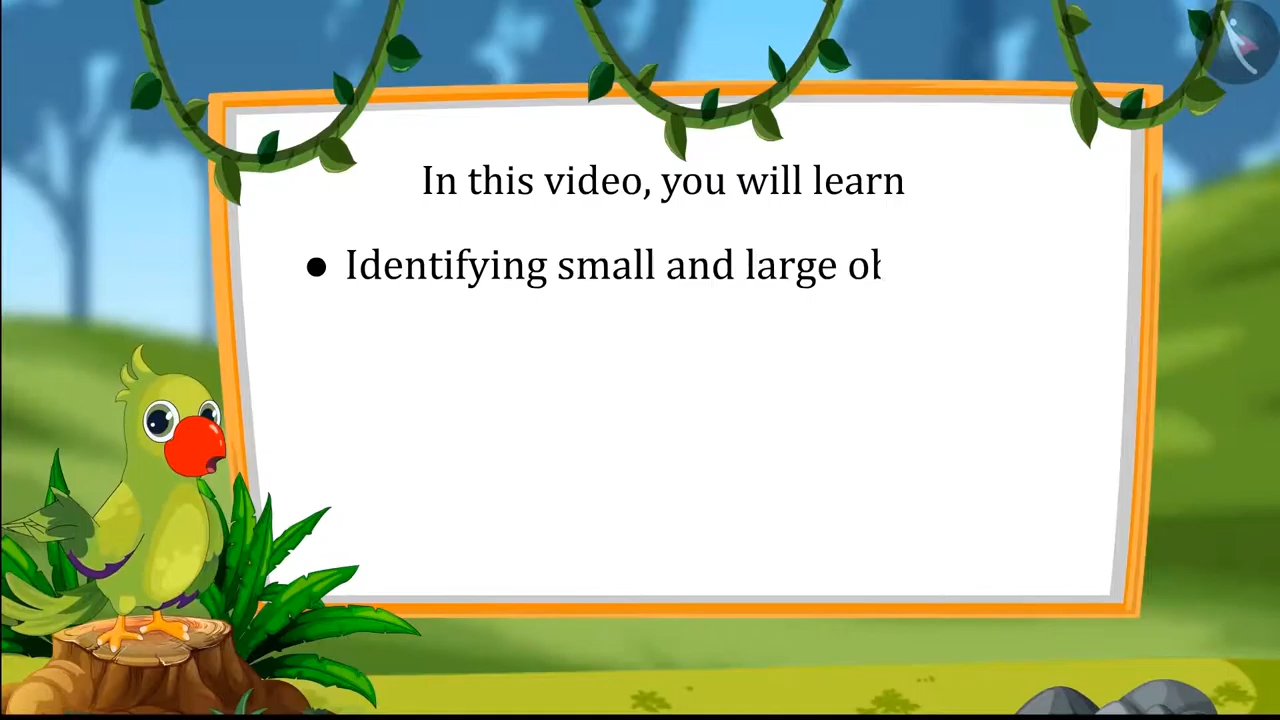 In this video, you will learn
● Identifying small and large